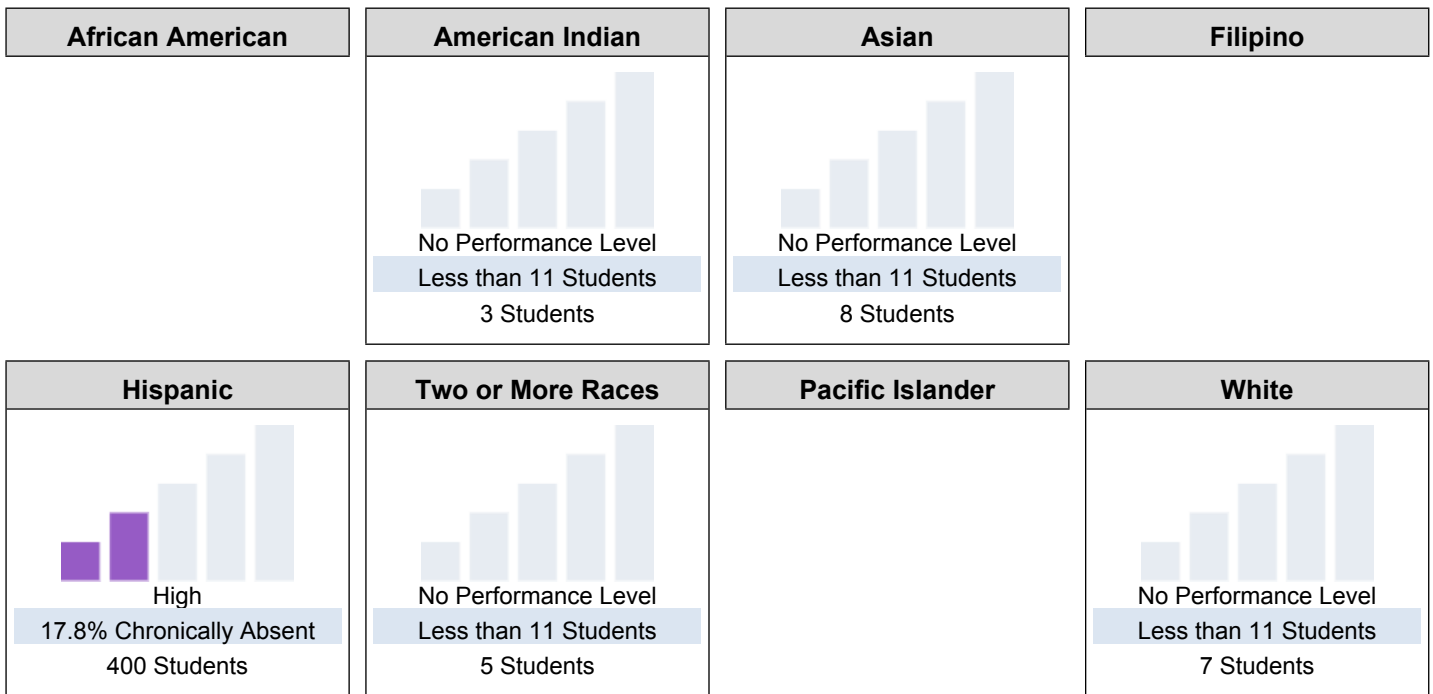 African American
American Indian
Asian
Filipino
No Performance Level
Less than 11 Students
3 Students
No Performance Level
Less than 11 Students
8 Students
Hispanic
Two or More Races
Pacific Islander
White
High
17.8% Chronically Absent
400 Students
No Performance Level
Less than 11 Students
5 Students
No Performance Level
Less than 11 Students
7 Students